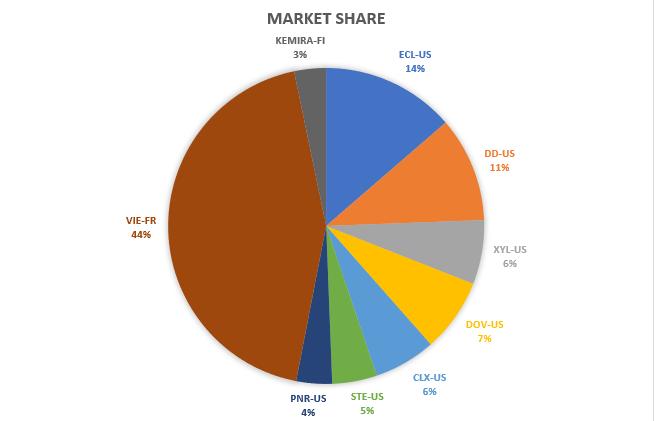 MARKET SHARE
KEMIRA-FI
3%
ECL-US
14%
DD-US
11%
XYL-US
6%
DOV-US
7%
CLX-US
6%
STE-US
5%
PNR-US
4%
VIE-FR
44%